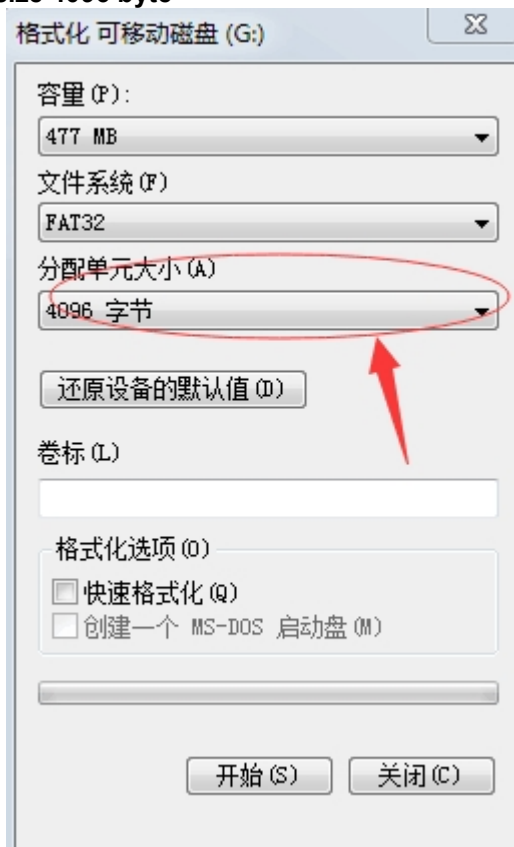 格式化 可移动磁盘 (G:)
容量(P):
477 MB
文件系统(F)
FAT32
分配单元大小(A)
4096 字节
还原设备的默认值(D)
卷标(L)
格式化选项(O)
快速格式化(Q)
创建一个 MS-DOS 启动盘(M)
开始(S) 关闭(C)